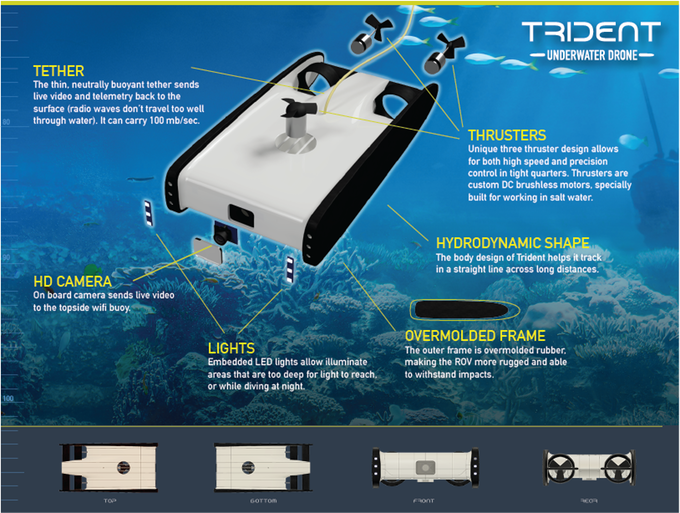 TRIDENT
UNDERWATER DRONE
TETHER
The thin, neutrally buoyant tether sends
live video and telemetry back to the
surface (radio waves don't travel too well
through water). It can carry 100 mb/sec.
THRUSTERS
Unique three thruster design allows
for both high speed and precision
control in tight quarters. Thrusters are
custom DC brushless motors, specially
built for working in salt water.
HYDRODYNAMIC SHAPE
The body design of Trident helps it track
in a straight line across long distances.
HD CAMERA
On board camera sends live video
to the topside wifi buoy.
LIGHTS
Embedded LED lights allow illuminate
areas that are too deep for light to reach,
or while diving at night.
OVERMOLDED FRAME
The outer frame is overmolded rubber,
making the ROV more rugged and able
to withstand impacts.
80
90
100
TOP
BOTTOM
FRONT
REAR